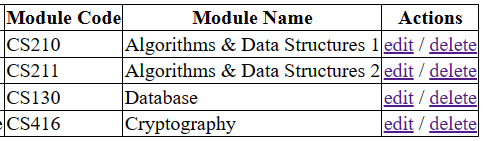 Module Code Module Name Actions
CS210 Algorithms & Data Structures 1 edit / delete
CS211 Algorithms & Data Structures 2 edit / delete
CS130 Database edit / delete
CS416 Cryptography edit / delete